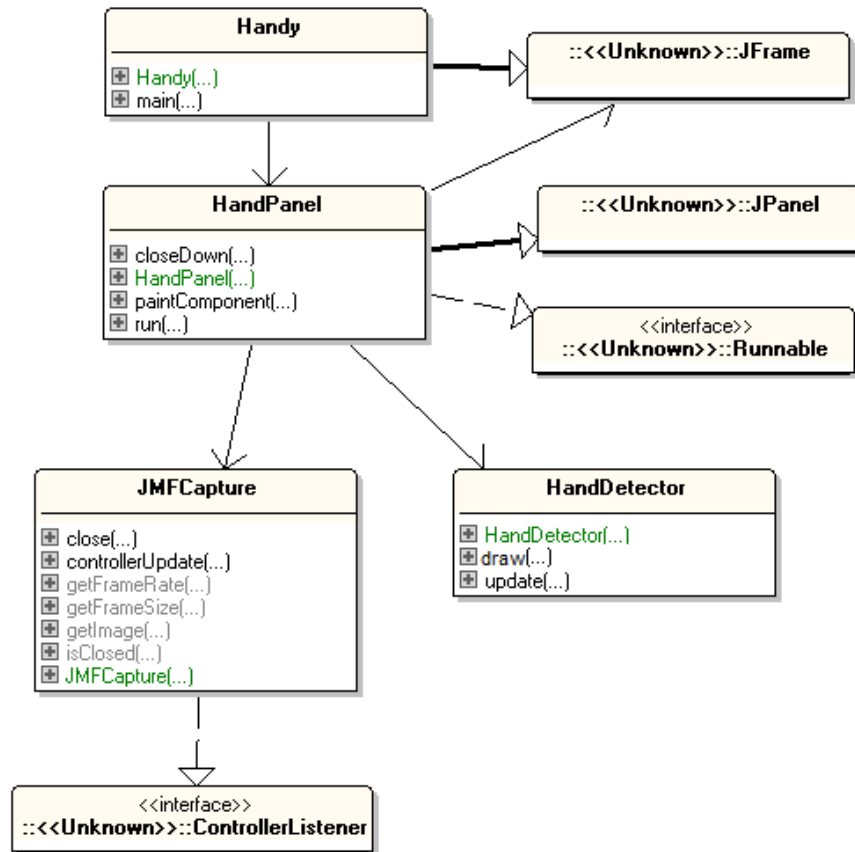 Handy
Handy(...)
main(...)
::<<Unknown>>::JFrame
HandPanel
closeDown(...)
HandPanel(...)
paintComponent(...)
run(...)
::<<Unknown>>::JPanel
<<interface>>
::<<Unknown>>::Runnable
JMFCapture
close(...)
controllerUpdate(...)
getFrameRate(...)
getFrameSize(...)
getImage(...)
isClosed(...)
JMFCapture(...)
HandDetector
HandDetector(...)
draw(...)
update(...)
<<interface>>
::<<Unknown>>::ControllerListener